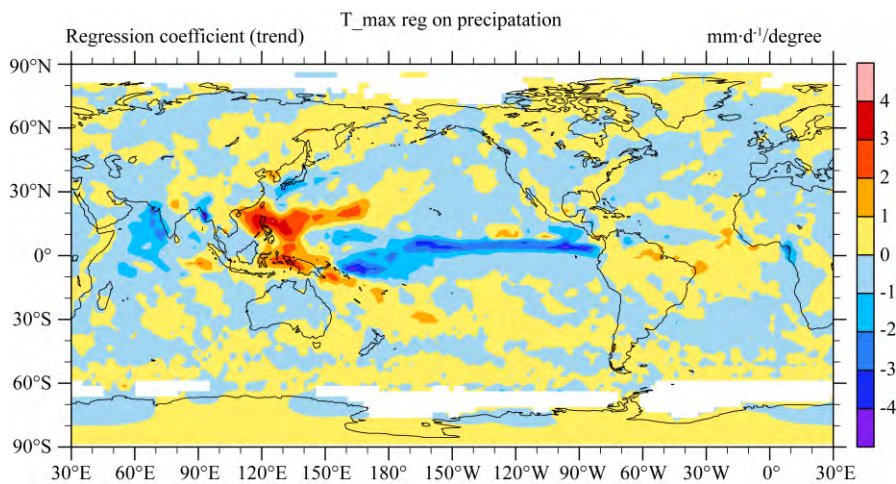 T_max reg on precipatation
Regression coefficient (trend) mm·d⁻¹/degree
90°N
60°N
30°N
0°
30°S
60°S
90°S
30°E 60°E 90°E 120°E 150°E 180° 150°W 120°W 90°W 60°W 30°W 0° 30°E
4
3
2
1
0
-1
-2
-3
-4